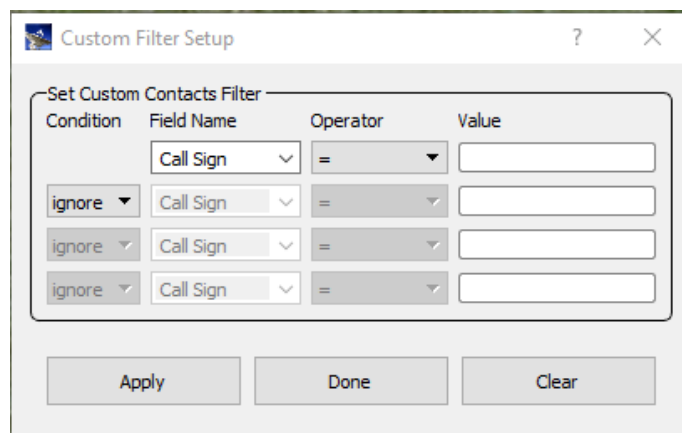 Custom Filter Setup ?
Set Custom Contacts Filter
Condition Field Name Operator Value
Call Sign =
ignore Call Sign =
ignore Call Sign =
ignore Call Sign =
Apply Done Clear